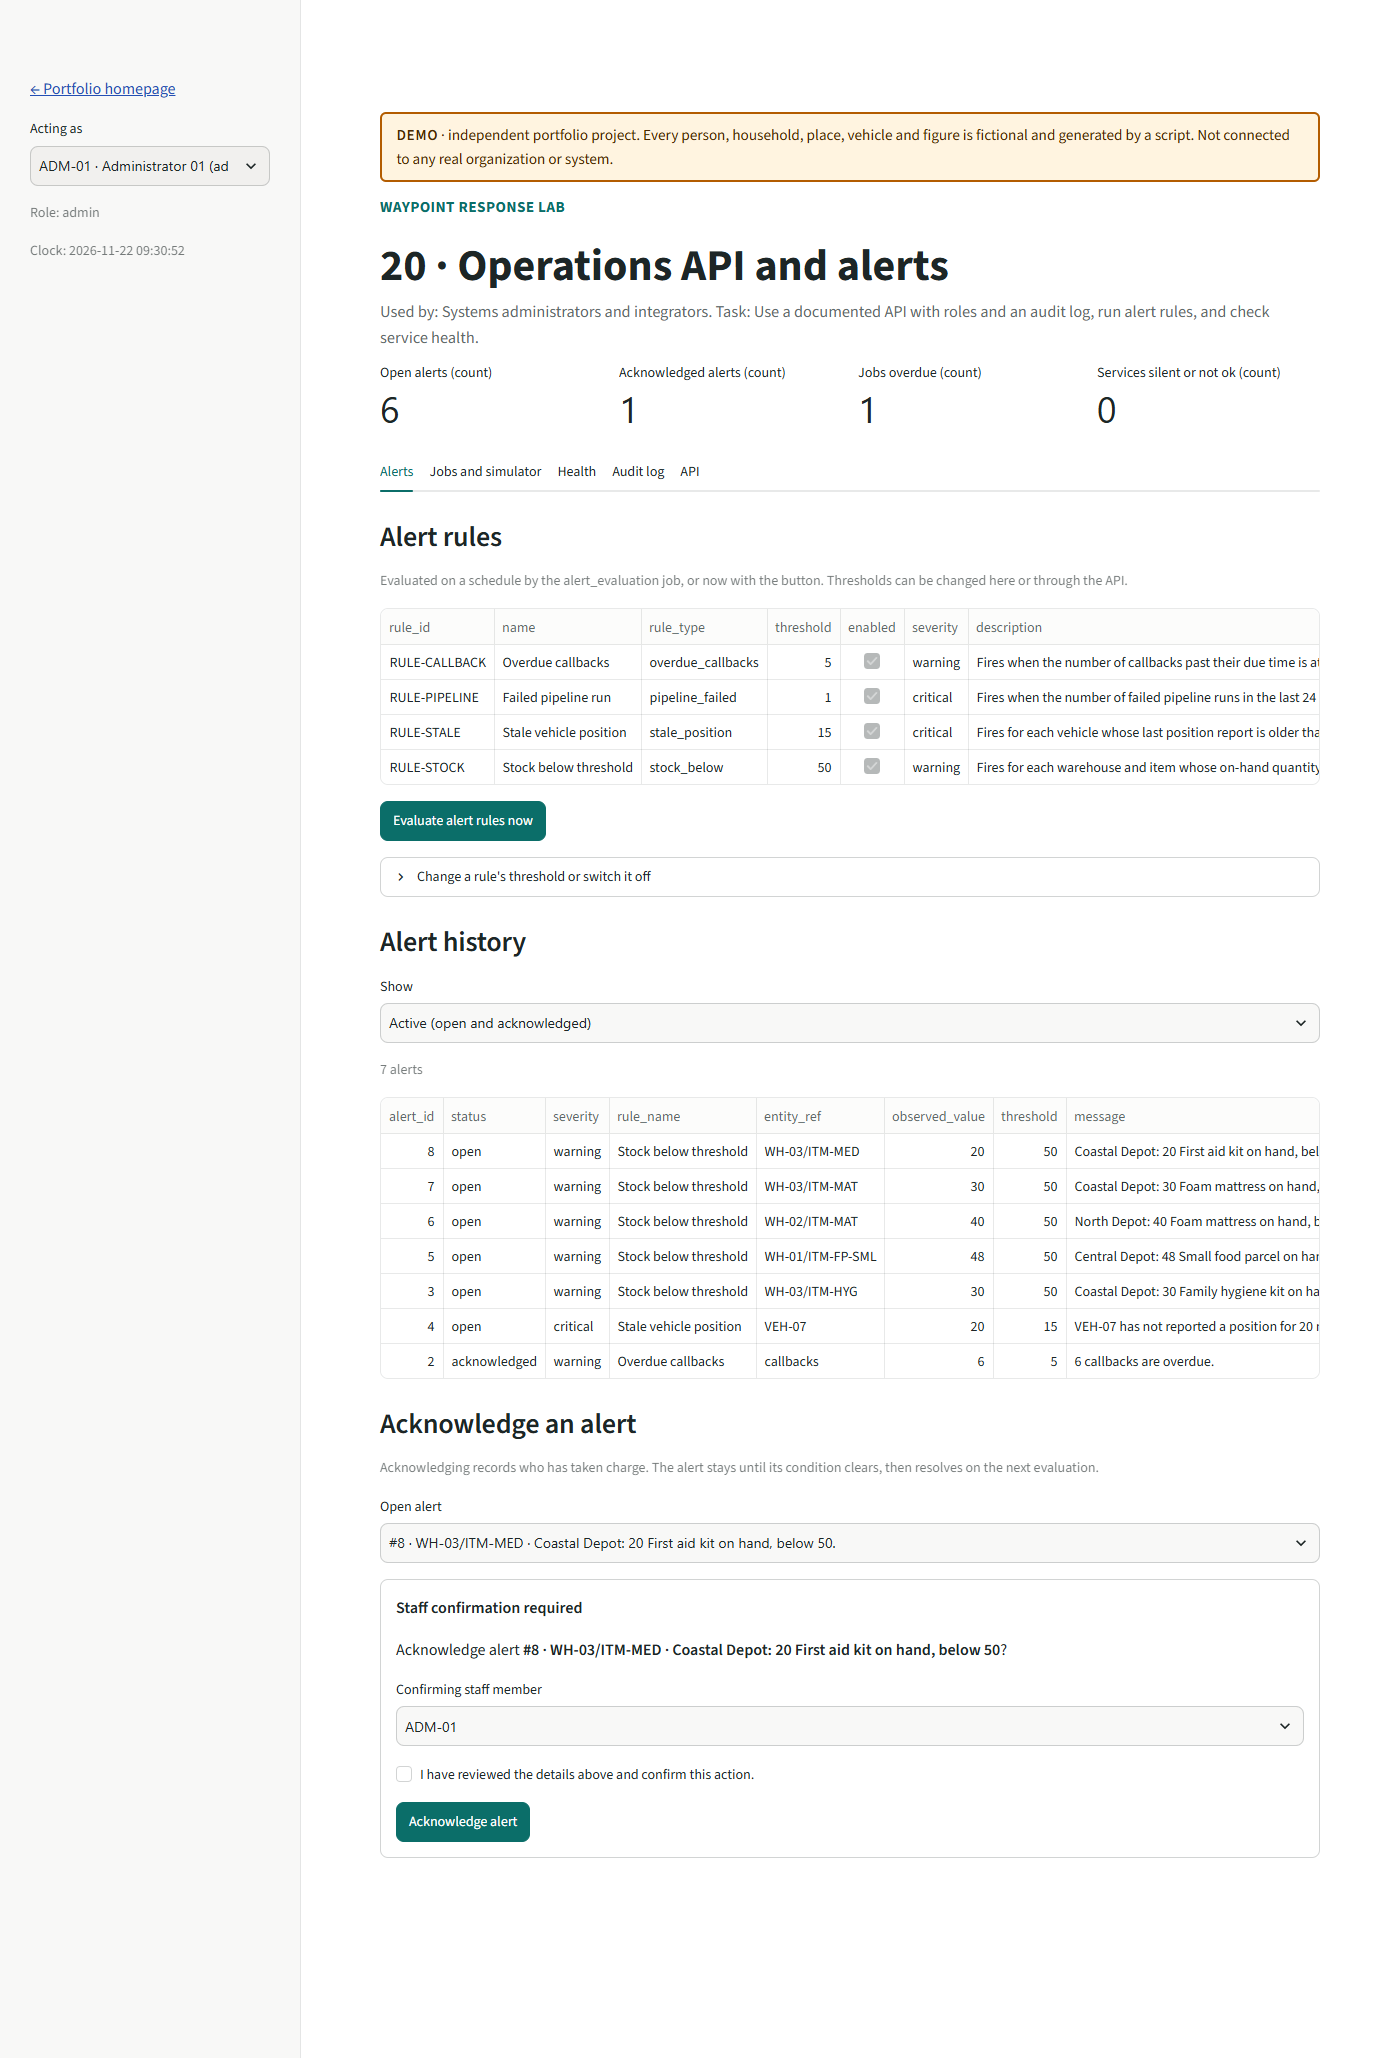 ← Portfolio homepage
Acting as
ADM-01 · Administrator 01 (ad
Role: admin
Clock: 2026-11-22 09:30:52
DEMO · independent portfolio project. Every person, household, place, vehicle and figure is fictional and generated by a script. Not connected
to any real organization or system.
WAYPOINT RESPONSE LAB
20 · Operations API and alerts
Used by: Systems administrators and integrators. Task: Use a documented API with roles and an audit log, run alert rules, and check
service health.
Open alerts (count) Acknowledged alerts (count) Jobs overdue (count) Services silent or not ok (count)
6 1 1 0
Alerts Jobs and simulator Health Audit log API
Alert rules
Evaluated on a schedule by the alert_evaluation job, or now with the button. Thresholds can be changed here or through the API.
rule_id name rule_type threshold enabled severity description
RULE-CALLBACK Overdue callbacks overdue_callbacks 5 warning Fires when the number of callbacks past their due time is at
RULE-PIPELINE Failed pipeline run pipeline_failed 1 critical Fires when the number of failed pipeline runs in the last 24
RULE-STALE Stale vehicle position stale_position 15 critical Fires for each vehicle whose last position report is older tha
RULE-STOCK Stock below threshold stock_below 50 warning Fires for each warehouse and item whose on-hand quantity
Evaluate alert rules now
Change a rule's threshold or switch it off
Alert history
Show
Active (open and acknowledged)
7 alerts
alert_id status severity rule_name entity_ref observed_value threshold message
8 open warning Stock below threshold WH-03/ITM-MED 20 50 Coastal Depot: 20 First aid kit on hand, bel
7 open warning Stock below threshold WH-03/ITM-MAT 30 50 Coastal Depot: 30 Foam mattress on hand,
6 open warning Stock below threshold WH-02/ITM-MAT 40 50 North Depot: 40 Foam mattress on hand, b
5 open warning Stock below threshold WH-01/ITM-FP-SML 48 50 Central Depot: 48 Small food parcel on har
3 open warning Stock below threshold WH-03/ITM-HYG 30 50 Coastal Depot: 30 Family hygiene kit on ha
4 open critical Stale vehicle position VEH-07 20 15 VEH-07 has not reported a position for 20
2 acknowledged warning Overdue callbacks callbacks 6 5 6 callbacks are overdue.
Acknowledge an alert
Acknowledging records who has taken charge. The alert stays until its condition clears, then resolves on the next evaluation.
Open alert
#8 · WH-03/ITM-MED · Coastal Depot: 20 First aid kit on hand, below 50.
Staff confirmation required
Acknowledge alert #8 · WH-03/ITM-MED · Coastal Depot: 20 First aid kit on hand, below 50?
Confirming staff member
ADM-01
I have reviewed the details above and confirm this action.
Acknowledge alert